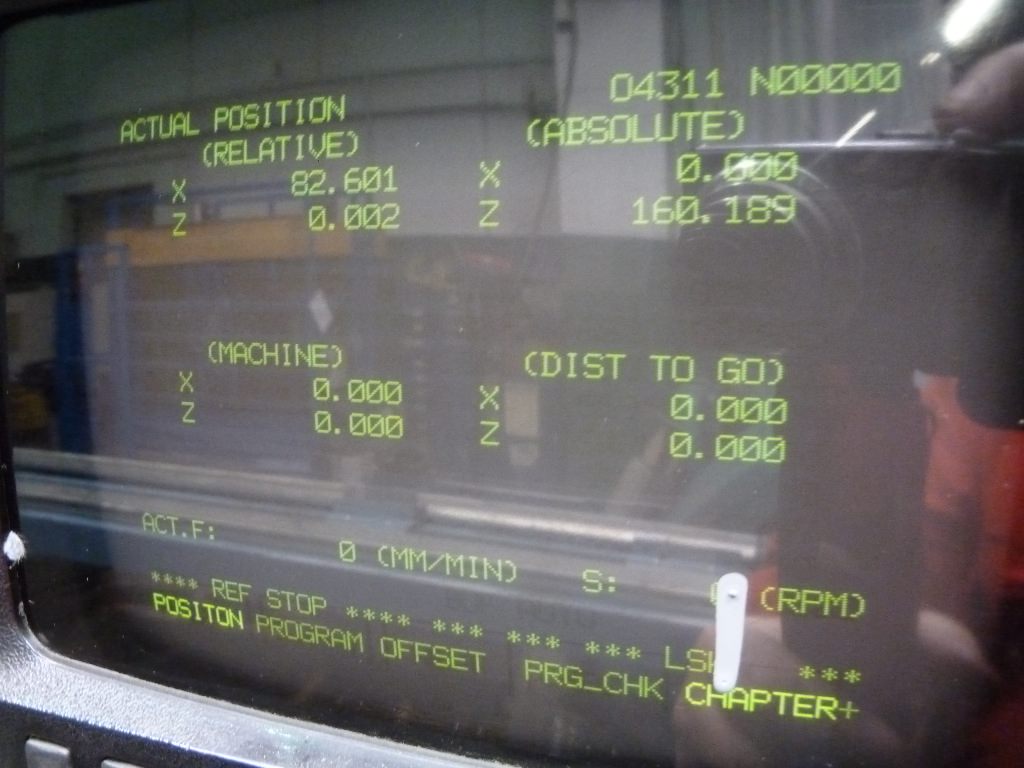 O4311 N00000
ACTUAL POSITION
(RELATIVE) (ABSOLUTE)
X 82.601 X 0.000
Z 0.002 Z 160.189
(MACHINE) (DIST TO GO)
X 0.000 X 0.000
Z 0.000 Z 0.000
ACT.F: 0 (MM/MIN) S: (RPM)
**** REF STOP **** *** *** *** LSK ***
POSITON PROGRAM OFFSET PRG_CHK CHAPTER+